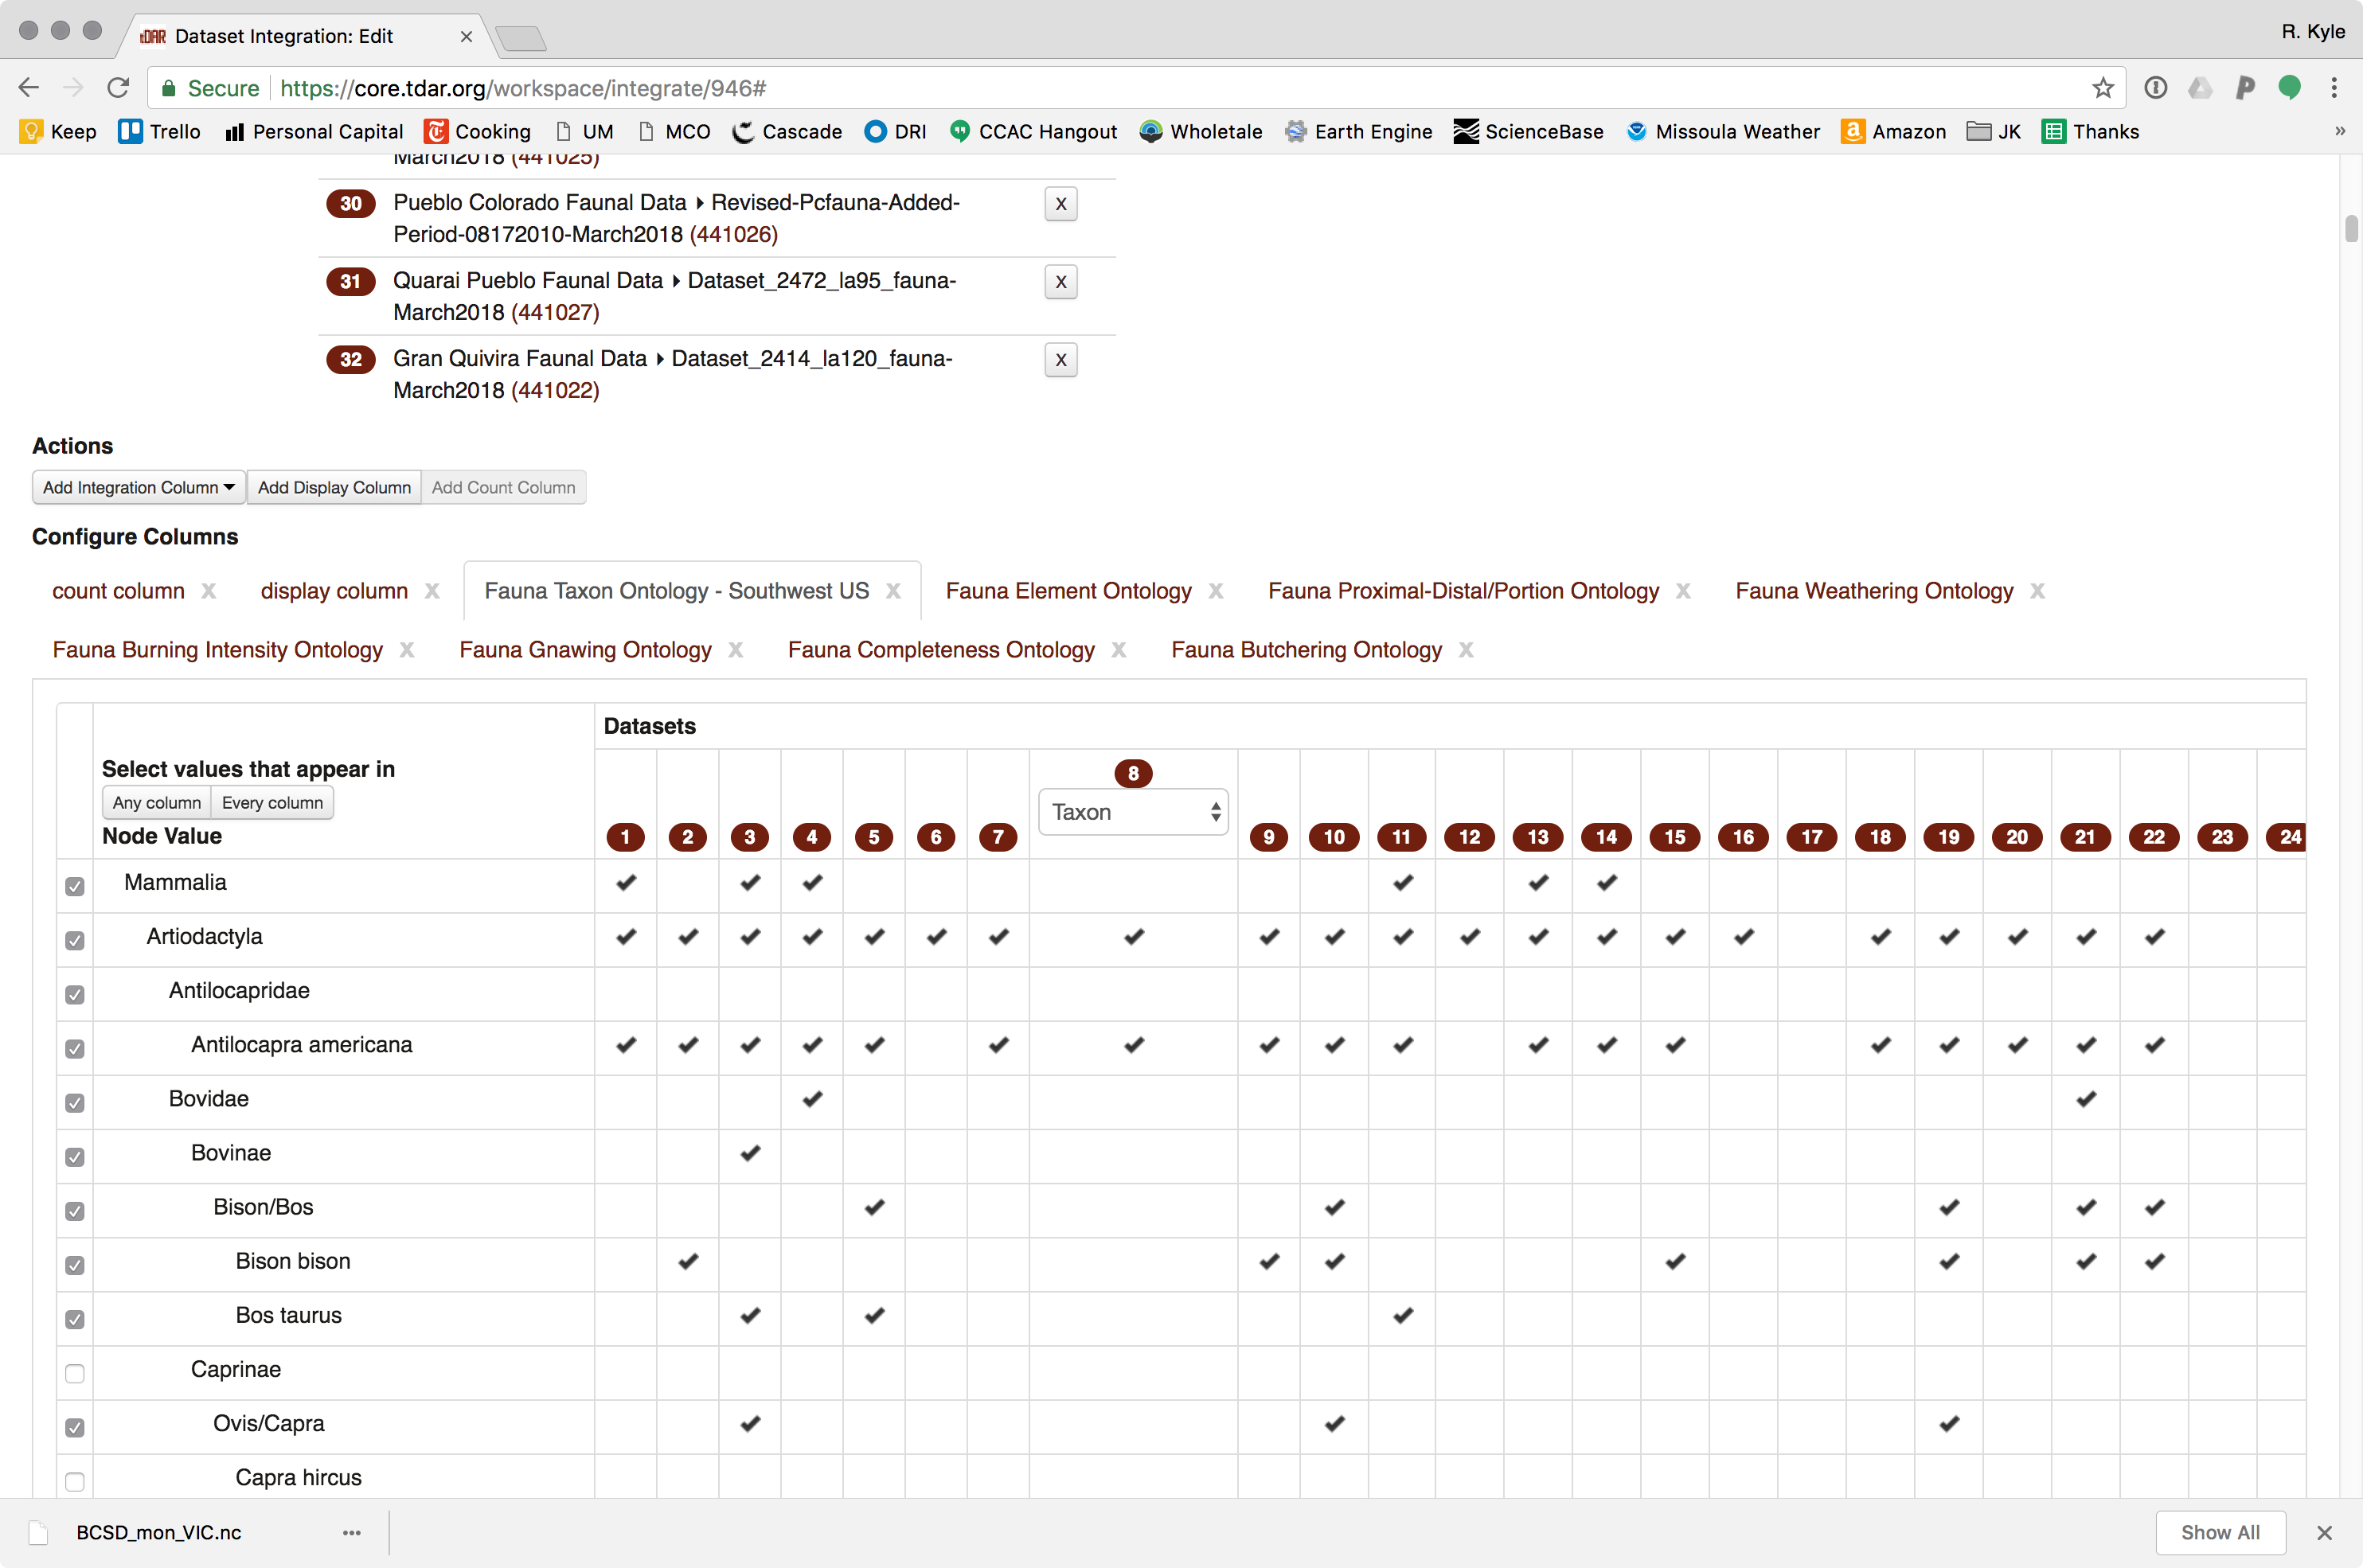 tDAR Dataset Integration: Edit ×
R. Kyle
Secure https://core.tdar.org/workspace/integrate/946#
Keep Trello Personal Capital Cooking UM MCO Cascade DRI CCAC Hangout Wholetale Earth Engine ScienceBase Missoula Weather Amazon JK Thanks »
March2018 (441025)
30 Pueblo Colorado Faunal Data Revised-Pcfauna-Added- X
Period-08172010-March2018 (441026)
31 Quarai Pueblo Faunal Data Dataset_2472_la95_fauna- X
March2018 (441027)
32 Gran Quivira Faunal Data Dataset_2414_la120_fauna- X
March2018 (441022)
Actions
Add Integration Column Add Display Column Add Count Column
Configure Columns
count column X display column X Fauna Taxon Ontology - Southwest US X Fauna Element Ontology X Fauna Proximal-Distal/Portion Ontology X Fauna Weathering Ontology X
Fauna Burning Intensity Ontology X Fauna Gnawing Ontology X Fauna Completeness Ontology X Fauna Butchering Ontology X
Datasets
Select values that appear in
8
Any column Every column
Taxon
Node Value
1 2 3 4 5 6 7 9 10 11 12 13 14 15 16 17 18 19 20 21 22 23 24
Mammalia
Artiodactyla
Antilocapridae
Antilocapra americana
Bovidae
Bovinae
Bison/Bos
Bison bison
Bos taurus
Caprinae
Ovis/Capra
Capra hircus
BCSD_mon_VIC.nc
Show All